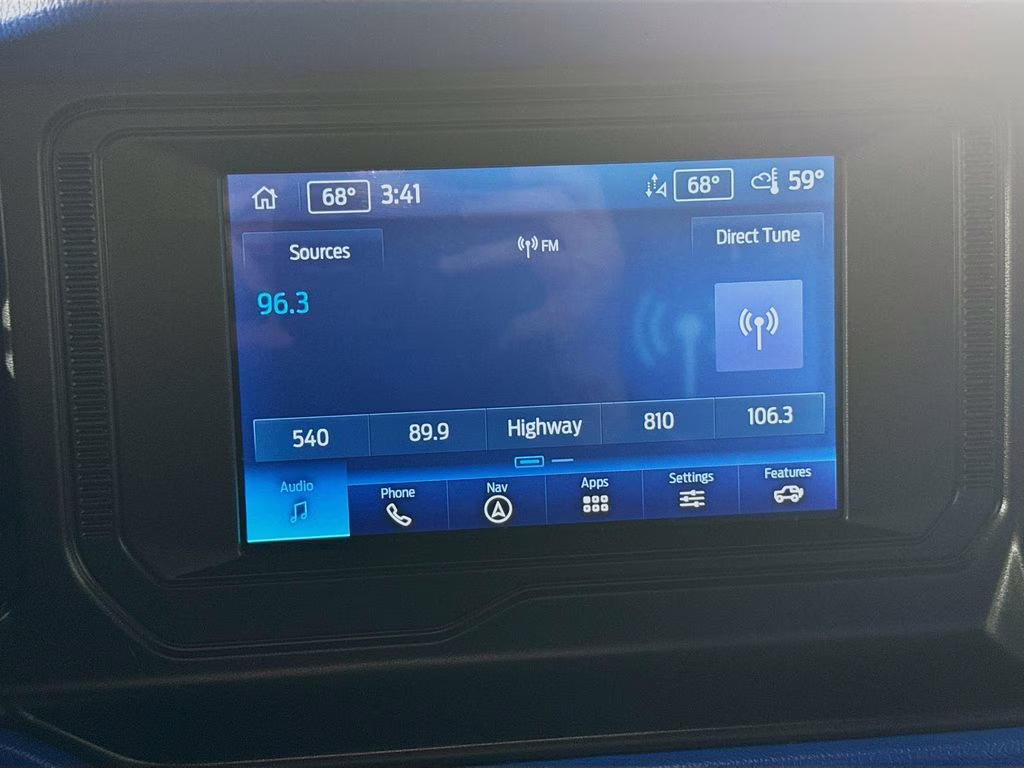 68° 3:41 68° 59°
Sources FM Direct Tune
96.3
540 89.9 Highway 810 106.3
Audio Phone Nav Apps Settings Features